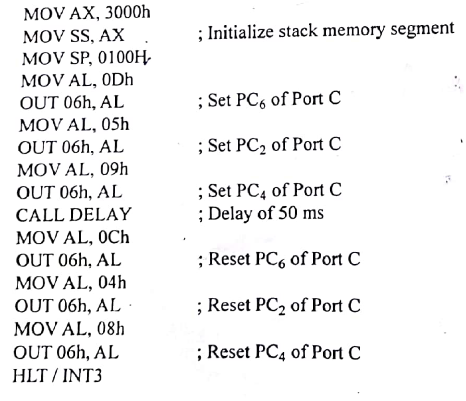 MOV AX, 3000h
MOV SS, AX ; Initialize stack memory segment
MOV SP, 0100H
MOV AL, 0Dh
OUT 06h, AL ; Set PC₆ of Port C
MOV AL, 05h
OUT 06h, AL ; Set PC₂ of Port C
MOV AL, 09h
OUT 06h, AL ; Set PC₄ of Port C
CALL DELAY ; Delay of 50 ms
MOV AL, 0Ch
OUT 06h, AL ; Reset PC₆ of Port C
MOV AL, 04h
OUT 06h, AL ; Reset PC₂ of Port C
MOV AL, 08h
OUT 06h, AL ; Reset PC₄ of Port C
HLT / INT3